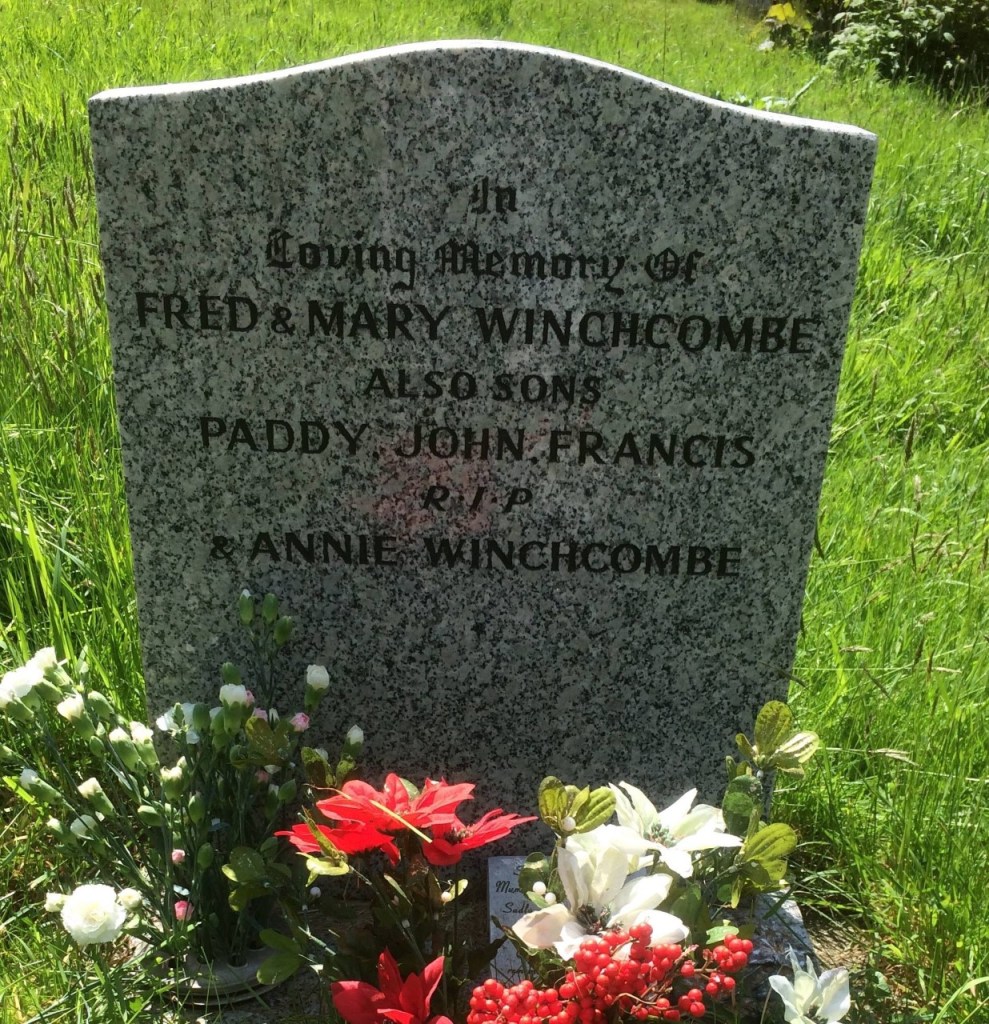 In
Loving Memory Of
FRED & MARY WINCHCOMBE
ALSO SONS
PADDY. JOHN. FRANCIS
R·I·P
& ANNIE WINCHCOMBE